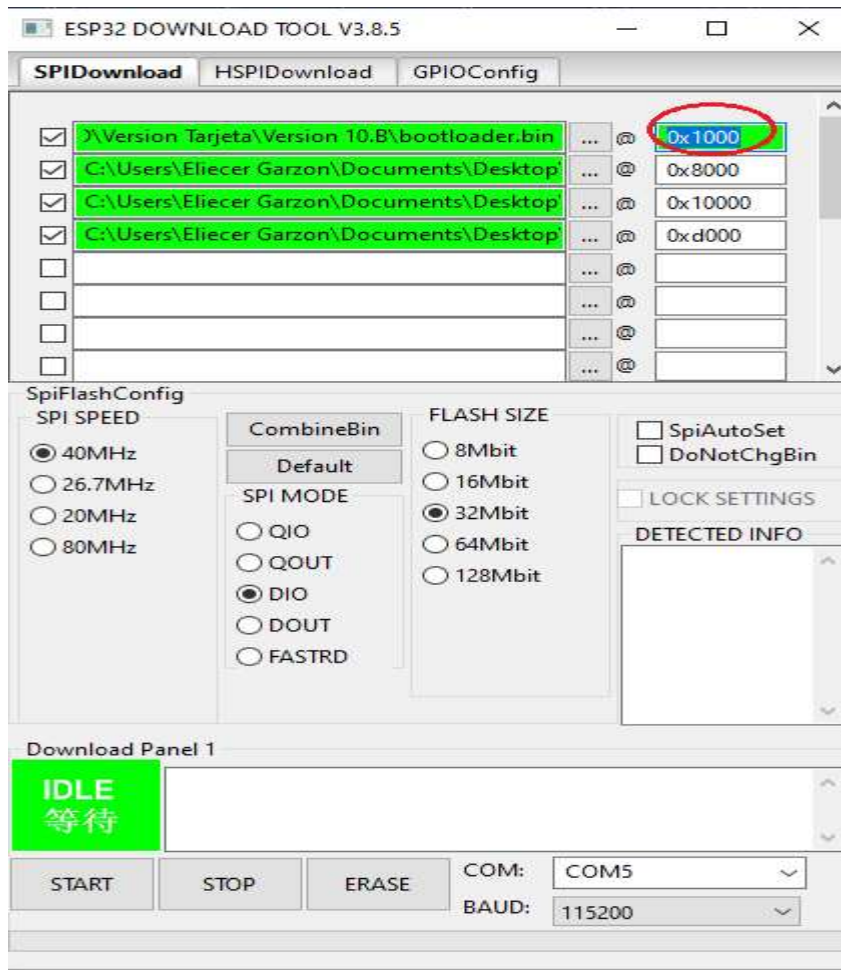 ESP32 DOWNLOAD TOOL V3.8.5
SPIDownload HSPIDownload GPIOConfig
)\Version Tarjeta\Version 10.B\bootloader.bin ... @ 0x1000
C:\Users\Eliecer Garzon\Documents\Desktop\ ... @ 0x8000
C:\Users\Eliecer Garzon\Documents\Desktop\ ... @ 0x10000
C:\Users\Eliecer Garzon\Documents\Desktop\ ... @ 0xd000
... @
... @
... @
... @
SpiFlashConfig
SPI SPEED
40MHz
26.7MHz
20MHz
80MHz
CombineBin
Default
SPI MODE
QIO
QOUT
DIO
DOUT
FASTRD
FLASH SIZE
8Mbit
16Mbit
32Mbit
64Mbit
128Mbit
SpiAutoSet
DoNotChgBin
LOCK SETTINGS
DETECTED INFO
Download Panel 1
IDLE
等待
START STOP ERASE
COM: COM5
BAUD: 115200